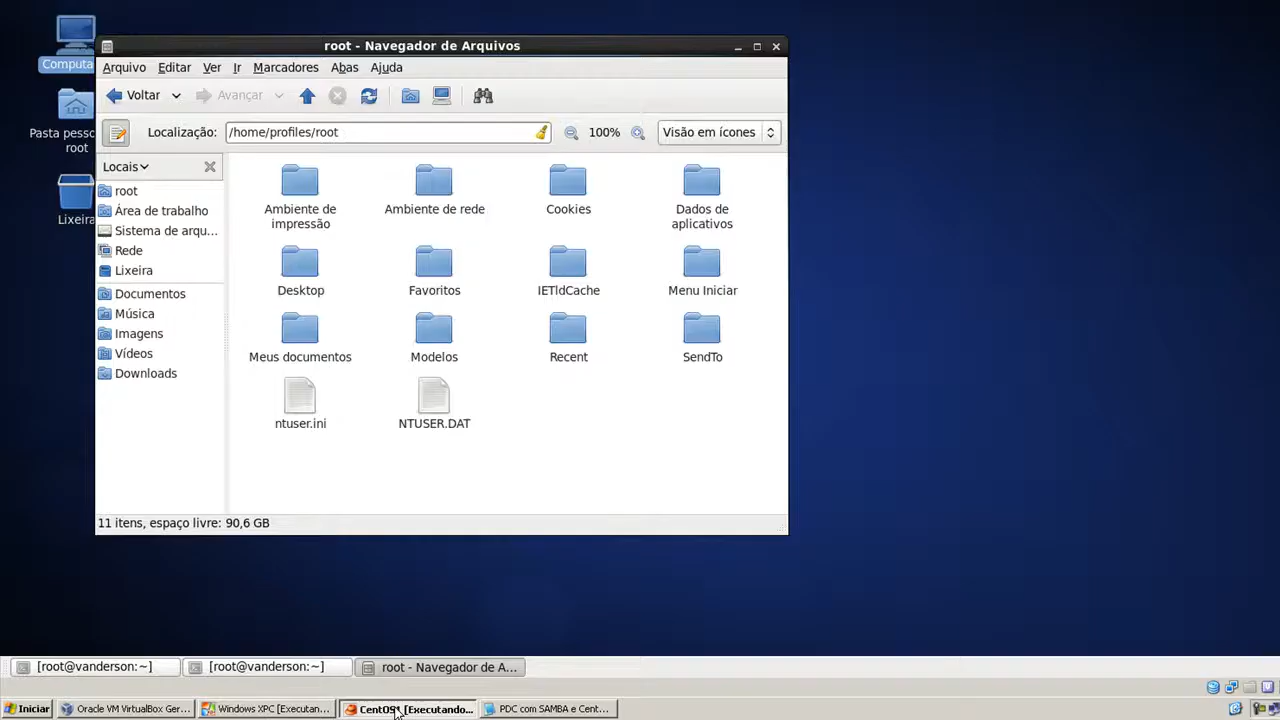 root - Navegador de Arquivos
Arquivo Editar Ver Ir Marcadores Abas Ajuda
Voltar Avançar
Localização: /home/profiles/root 100% Visão em ícones
Locais
root
Área de trabalho
Sistema de arqu...
Rede
Lixeira
Documentos
Música
Imagens
Vídeos
Downloads
Ambiente de impressão
Ambiente de rede
Cookies
Dados de aplicativos
Desktop
Favoritos
IETldCache
Menu Iniciar
Meus documentos
Modelos
Recent
SendTo
ntuser.ini
NTUSER.DAT
11 itens, espaço livre: 90,6 GB
Computa
Pasta pesso
root
Lixeira
[root@vanderson:~] [root@vanderson:~] root - Navegador de A...
Iniciar Oracle VM VirtualBox Ger... Windows XPC [Executan... [Executando... PDC com SAMBA e Cent...